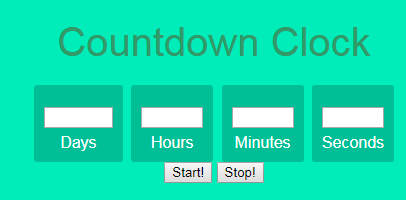 Countdown Clock
Days Hours Minutes Seconds
Start! Stop!